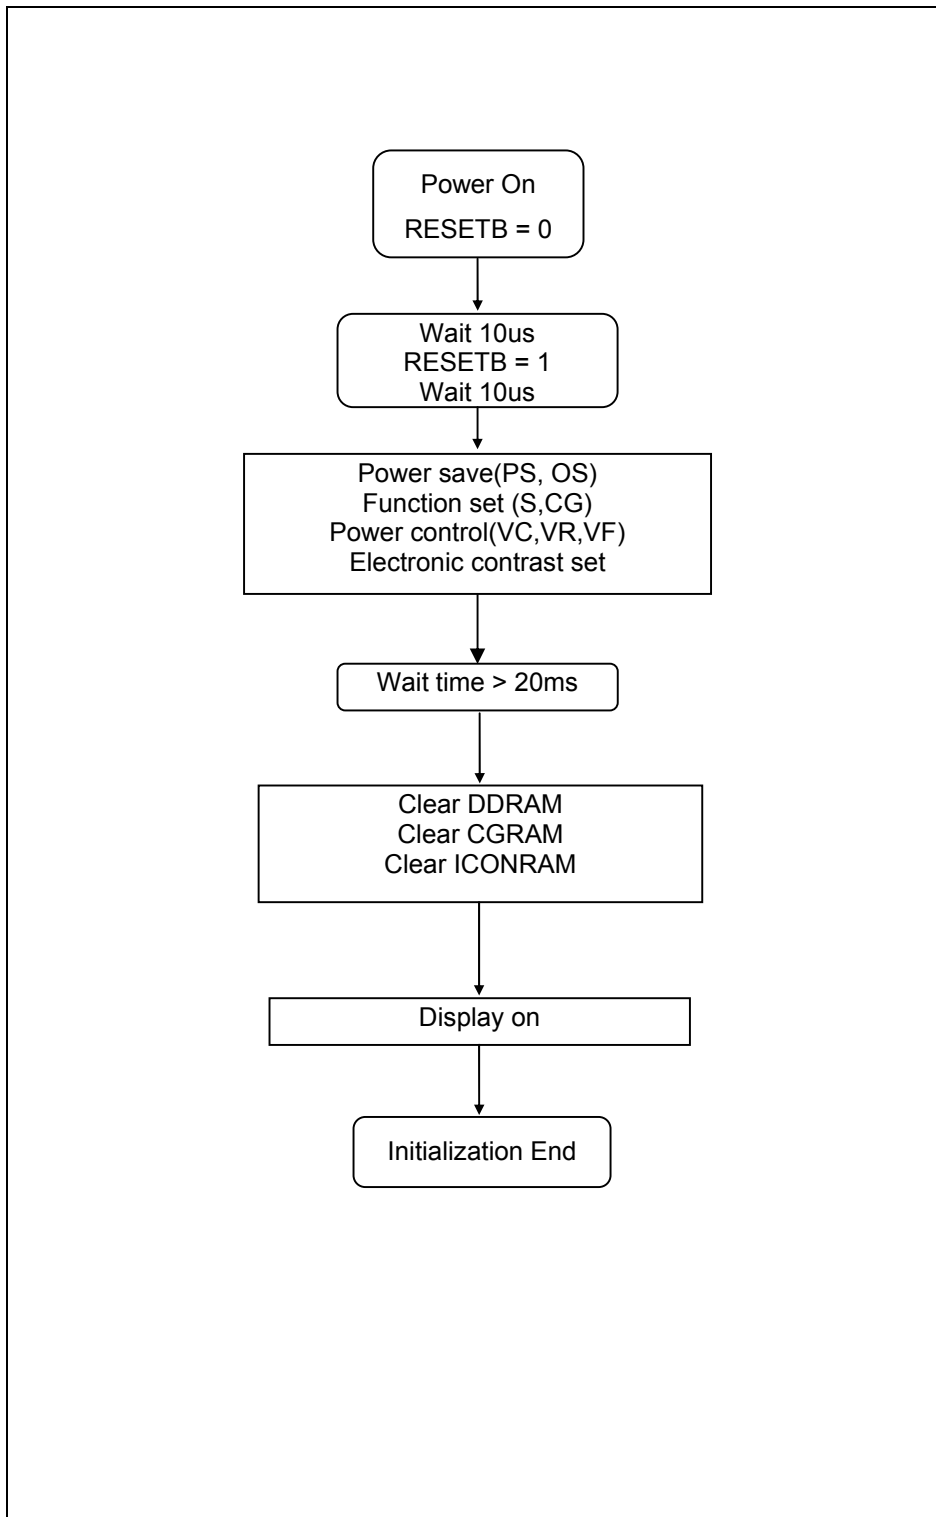 Power On
RESETB = 0
Wait 10us
RESETB = 1
Wait 10us
Power save(PS, OS)
Function set (S,CG)
Power control(VC,VR,VF)
Electronic contrast set
Wait time > 20ms
Clear DDRAM
Clear CGRAM
Clear ICONRAM
Display on
Initialization End